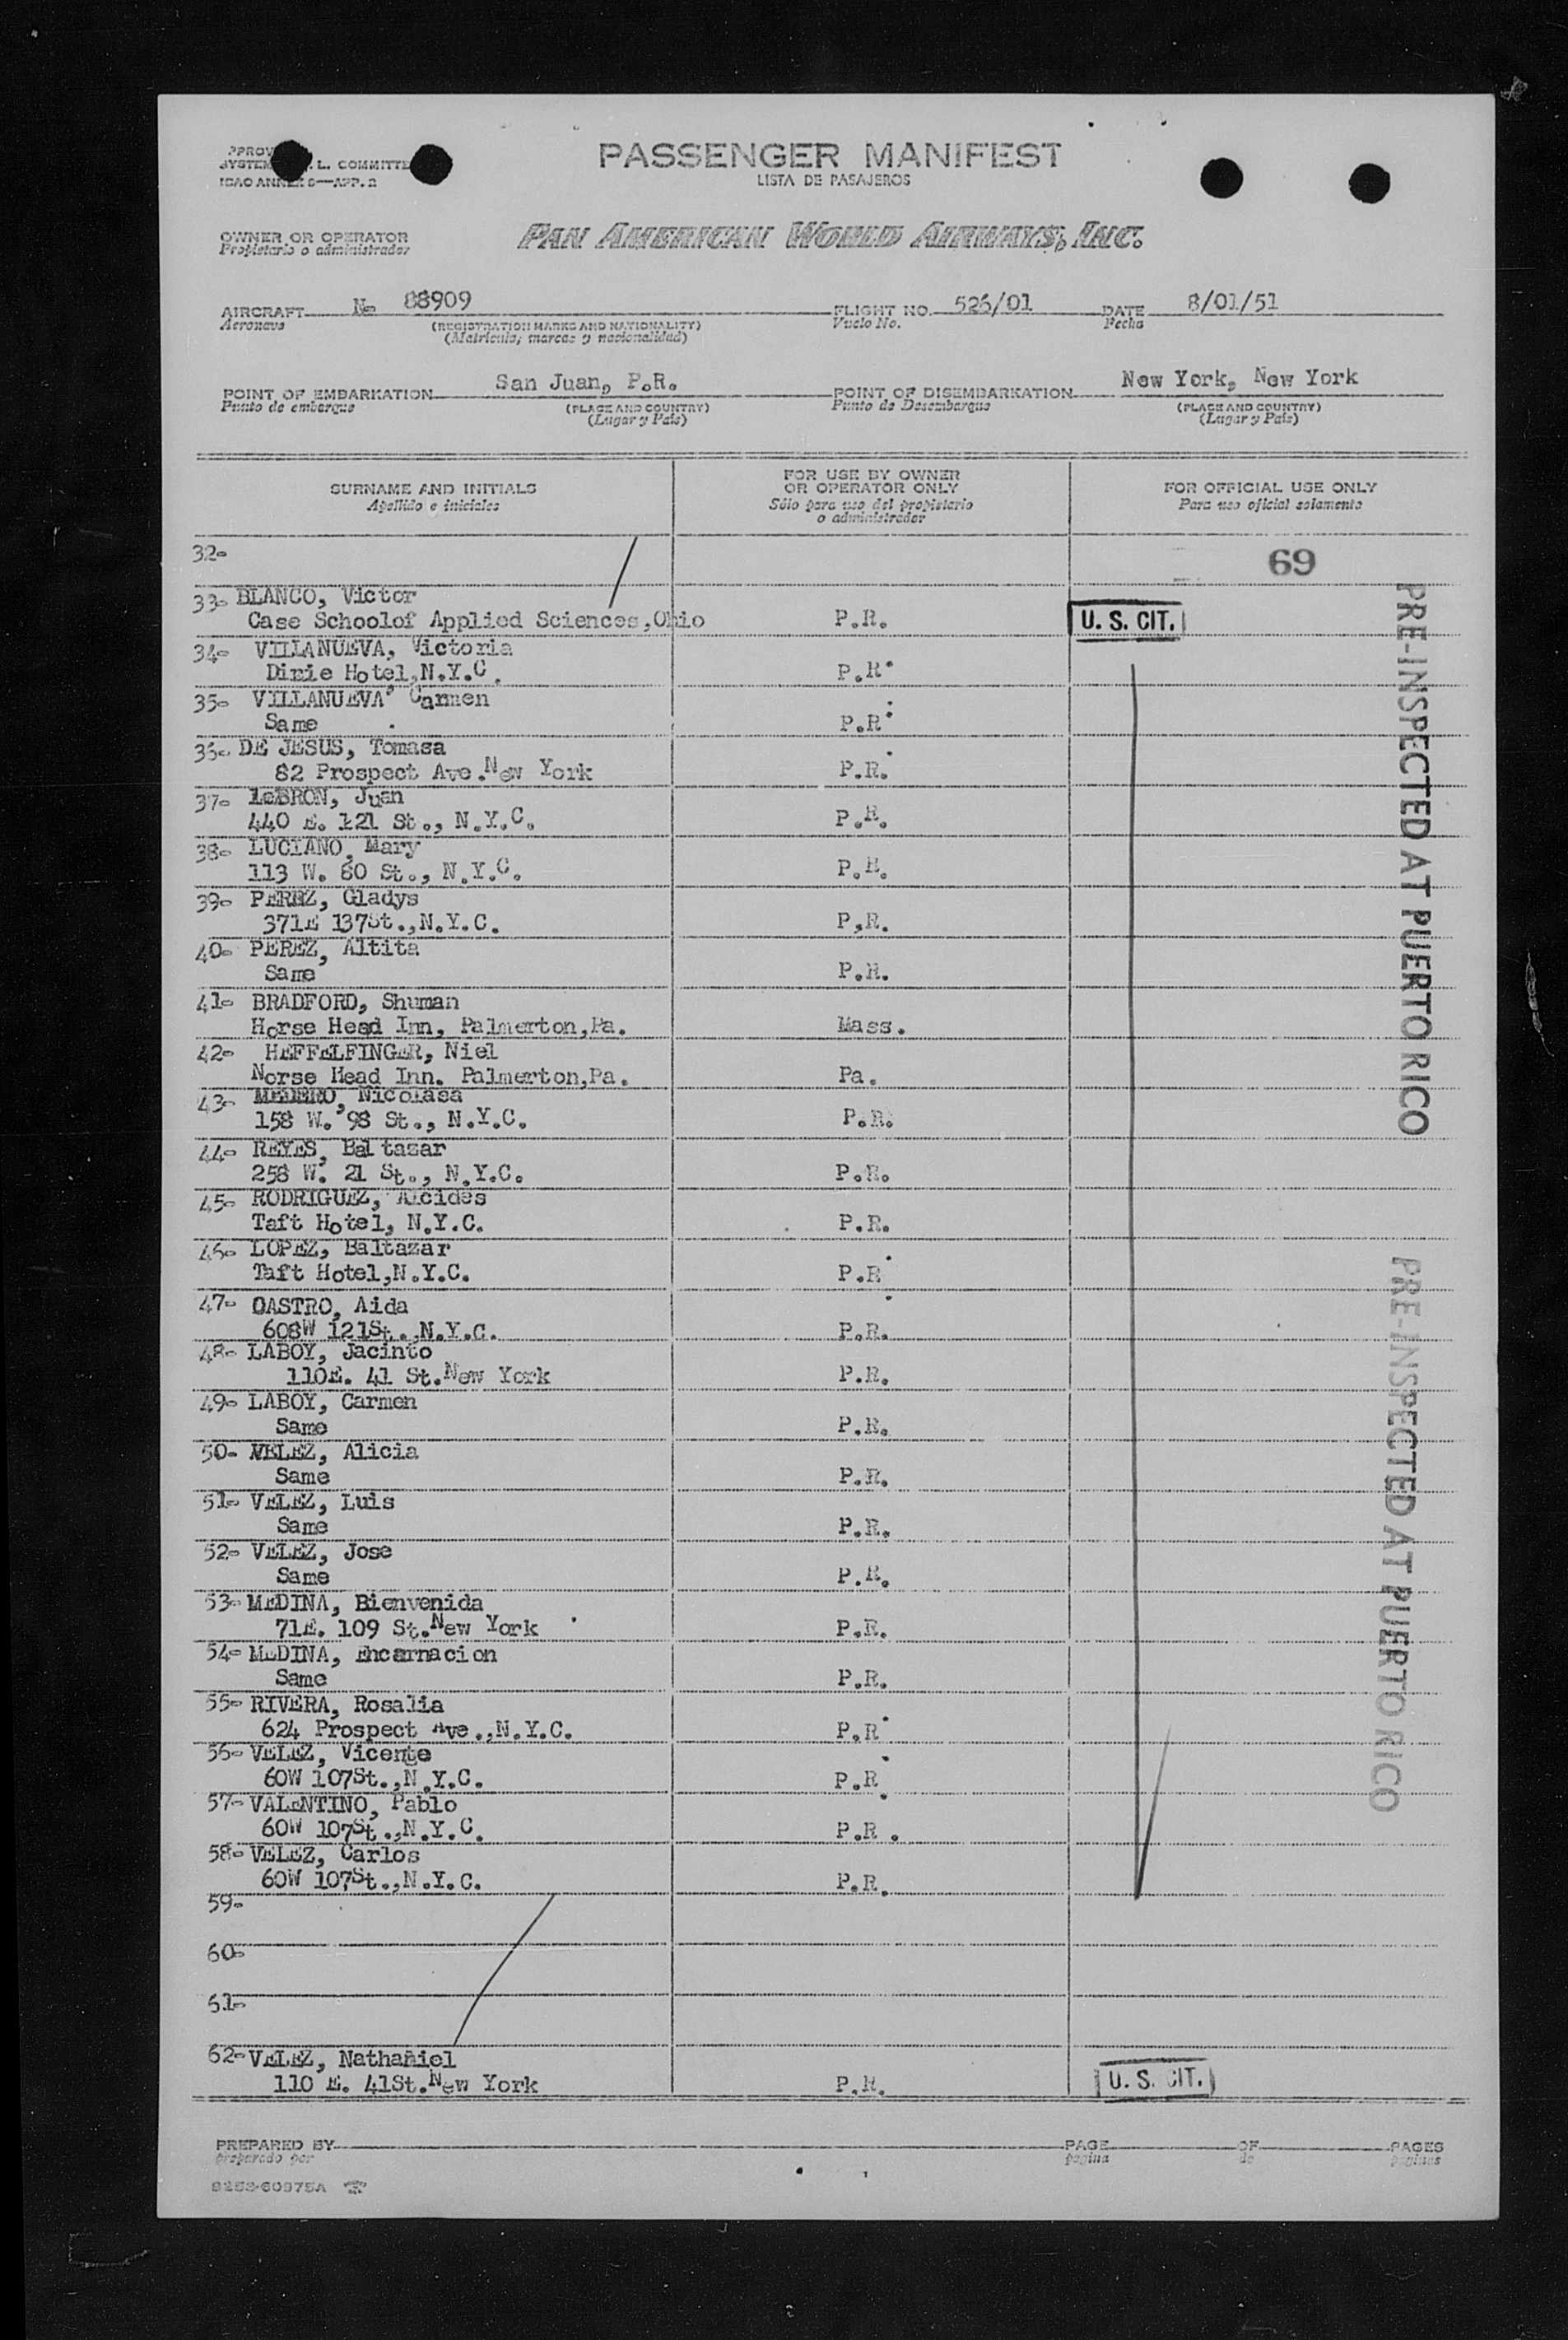 PASSENGER MANIFEST
LISTA DE PASAJEROS
L. COMMITTE
ICAO ANNEX 9—APP. 2
OWNER OR OPERATOR
Propietario o administrador
PAN AMERICAN WORLD AIRWAYS, INC.
AIRCRAFT No 88909 FLIGHT NO. 526/01 DATE 8/01/51
Aeronave (REGISTRATION MARKS AND NATIONALITY) Vuelo No. Fecha
(Matricula, marcas y nacionalidad)
POINT OF EMBARKATION San Juan, P.R. POINT OF DISEMBARKATION New York, New York
Punto de embarque (PLACE AND COUNTRY) Punto de Desembarque (PLACE AND COUNTRY)
(Lugar y País) (Lugar y País)
SURNAME AND INITIALS
Apellido e iniciales
FOR USE BY OWNER
OR OPERATOR ONLY
Sólo para uso del propietario
o administrador
FOR OFFICIAL USE ONLY
Para uso oficial solamente
32-
69
33- BLANCO, Victor
Case Schoolof Applied Sciences,Ohio P.R. U. S. CIT.
34- VILLANUEVA, Victoria
Dixie Hotel,N.Y.C. P.R.
35- VILLANUEVA, Carmen
Same P.R.
36- DE JESUS, Tomasa
82 Prospect Ave.New York P.R.
37- LeBRON, Juan
440 E. 121 St., N.Y.C. P.R.
38- LUCIANO, Mary
113 W. 80 St., N.Y.C. P.R.
39- PEREZ, Gladys
371E 137St.,N.Y.C. P.R.
40- PEREZ, Altita
Same P.R.
41- BRADFORD, Shuman
Horse Head Inn, Palmerton,Pa. Mass.
42- HEFFELFINGER, Niel
Norse Head Inn. Palmerton,Pa. Pa.
43- Nicolasa
158 W. 98 St., N.Y.C. P.R.
44- REYES, Baltazar
258 W. 21 St., N.Y.C. P.R.
45- RODRIGUEZ, Alcides
Taft Hotel, N.Y.C. P.R.
46- LOPEZ, Baltazar
Taft Hotel,N.Y.C. P.R
47- CASTRO, Aida
608W 121St.,N.Y.C. P.R.
48- LABOY, Jacinto
110E. 41 St.New York P.R.
49- LABOY, Carmen
Same P.R.
50- VELEZ, Alicia
Same P.R.
51- VELEZ, Luis
Same P.R.
52- VELEZ, Jose
Same P.R.
53- MEDINA, Bienvenida
71E. 109 St.New York P.R.
54- MEDINA, Encarnacion
Same P.R.
55- RIVERA, Rosalia
624 Prospect Ave.,N.Y.C. P.R
56- VELEZ, Vicente
60W 107St.,N.Y.C. P.R
57- VALENTINO, Pablo
60W 107St.,N.Y.C. P.R.
58- VELEZ, Carlos
60W 107St.,N.Y.C. P.R.
59-
60-
61-
62- VELEZ, Nathaniel
110 E. 41St.New York P.R. U. S. CIT.
PRE-INSPECTED AT PUERTO RICO
PRE-INSPECTED AT PUERTO RICO
PREPARED BY PAGE OF PAGES
preparado por página de páginas